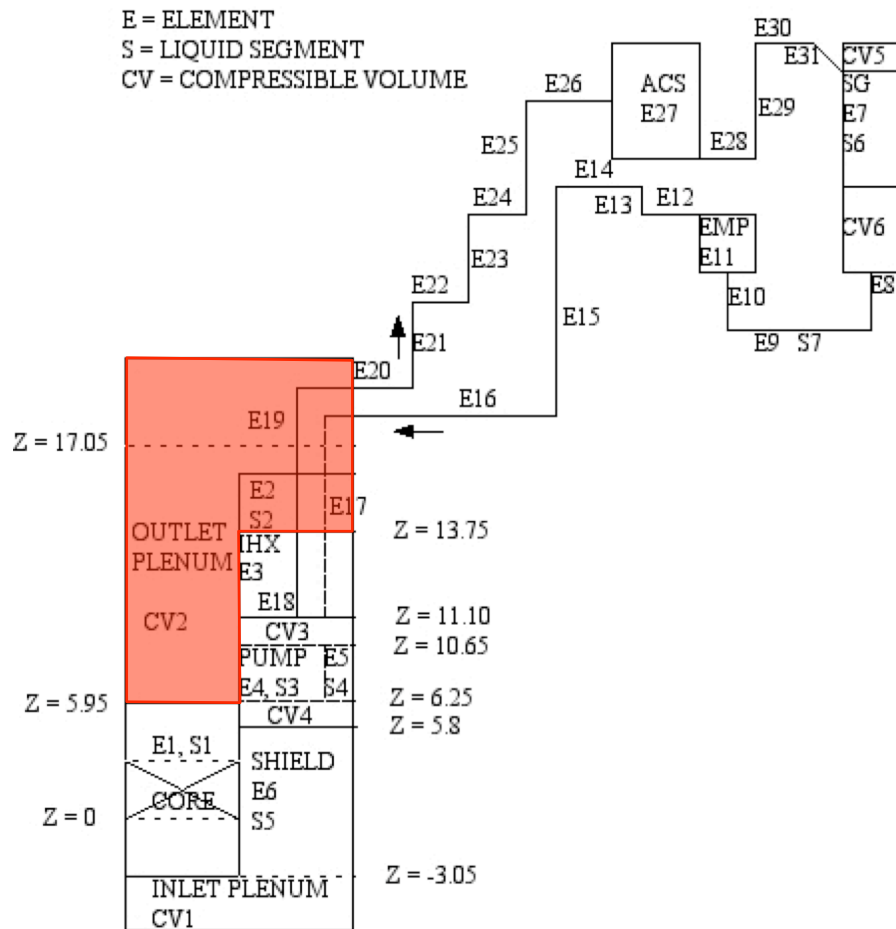 E = ELEMENT
S = LIQUID SEGMENT
CV = COMPRESSIBLE VOLUME
E30
E31
CV5
SG
E7
S6
ACS
E27
E26
E29
E28
E25
E14
E24
E13
E12
EMP
E11
CV6
E23
E8
E10
E22
E15
E21
E9 S7
E20
E16
E19
Z = 17.05
E2
S2
E17
OUTLET
PLENUM
Z = 13.75
IHX
E3
E18
CV2
Z = 11.10
CV3
Z = 10.65
PUMP
E5
E4, S3
S4
Z = 5.95
Z = 6.25
CV4
Z = 5.8
E1, S1
SHIELD
E6
S5
CORE
Z = 0
Z = -3.05
INLET PLENUM
CV1